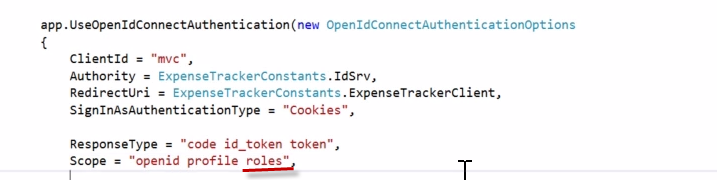 app.UseOpenIdConnectAuthentication(new OpenIdConnectAuthenticationOptions
{
ClientId = "mvc",
Authority = ExpenseTrackerConstants.IdSrv,
RedirectUri = ExpenseTrackerConstants.ExpenseTrackerClient,
SignInAsAuthenticationType = "Cookies",
ResponseType = "code id_token token",
Scope = "openid profile roles",